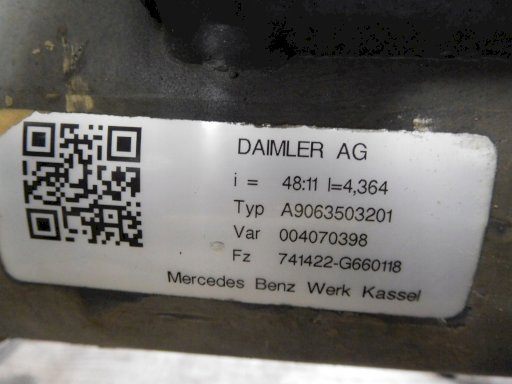 DAIMLER AG
i = 48:11 I=4,364
Typ A9063503201
Var 004070398
Fz 741422-G660118
Mercedes Benz Werk Kassel